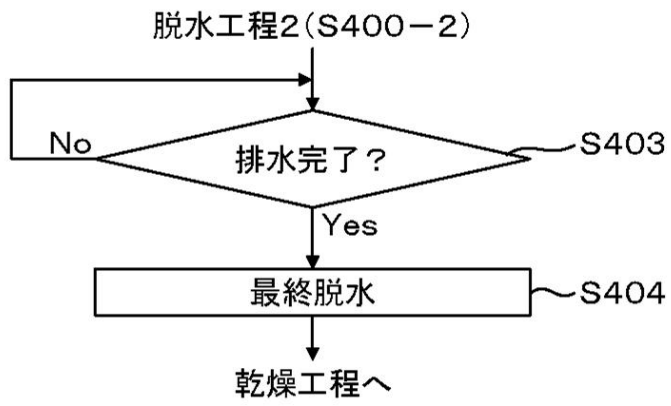 脱水工程2(S400-2)
No
排水完了?
S403
Yes
最終脱水
S404
乾燥工程へ